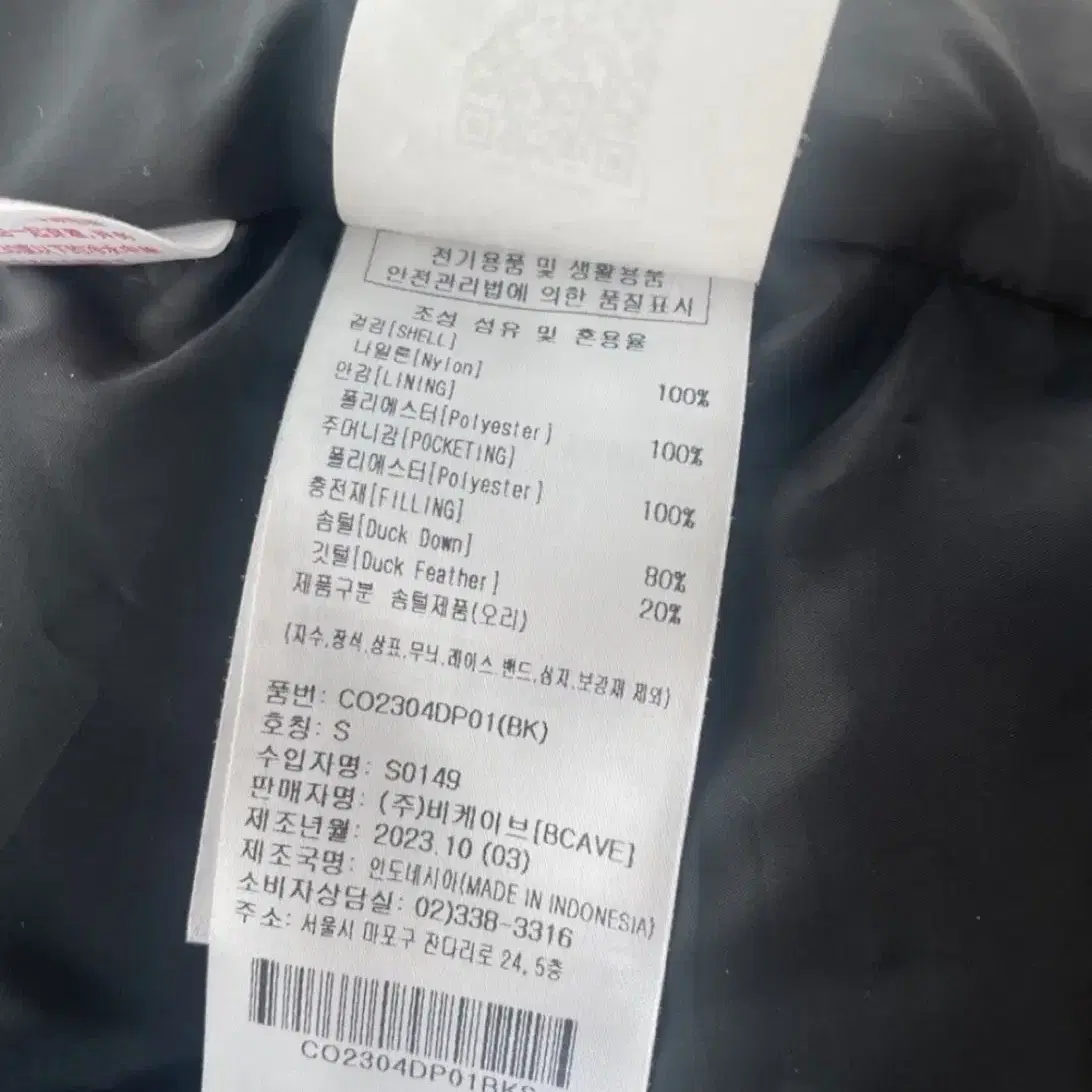 전기용품 및 생활용품
안전관리법에 의한 품질표시
조성 섬유 및 혼용율
겉감[SHELL]
나일론[Nylon] 100%
안감[LINING]
폴리에스터[Polyester] 100%
주머니감[POCKETING]
폴리에스터[Polyester] 100%
충전재[FILLING]
솜털[Duck Down] 80%
깃털[Duck Feather] 20%
제품구분 솜털제품(오리)
(자수,장식,상표,무늬,레이스 밴드,심지,보강재 제외)
품번: CO2304DP01(BK)
호칭: S
수입자명: S0149
판매자명: (주)비케이브[BCAVE]
제조년월: 2023.10 (03)
제조국명: 인도네시아(MADE IN INDONESIA)
소비자상담실: 02)338-3316
주소: 서울시 마포구 잔다리로 24, 5층
CO2304DP01BKS